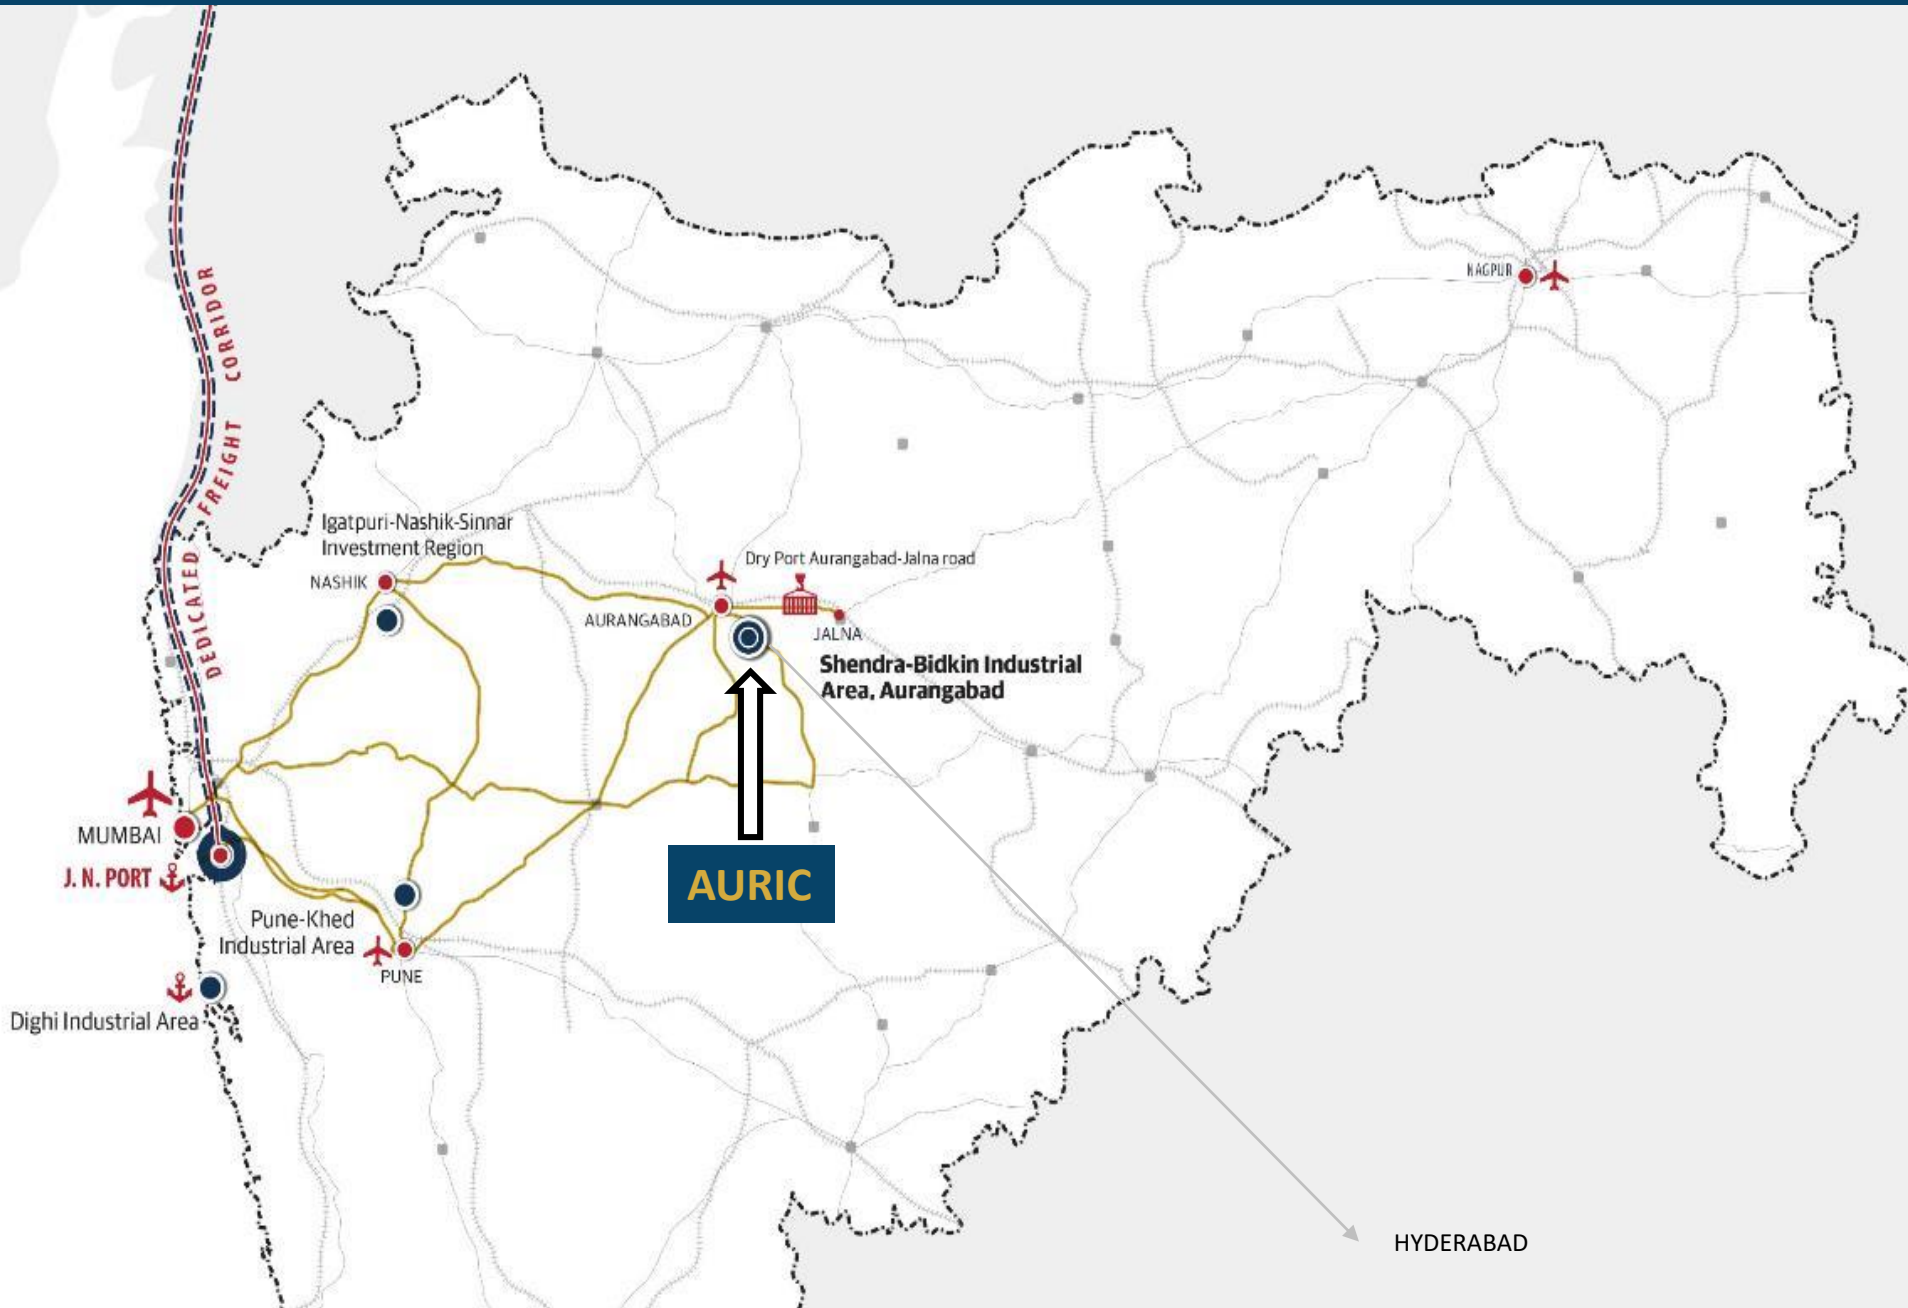 DEDICATED FREIGHT CORRIDOR
NAGPUR
Igatpuri-Nashik-Sinnar
Investment Region
NASHIK
Dry Port Aurangabad-Jalna road
AURANGABAD
JALNA
Shendra-Bidkin Industrial
Area, Aurangabad
MUMBAI
J. N. PORT
AURIC
Pune-Khed
Industrial Area
PUNE
Dighi Industrial Area
HYDERABAD